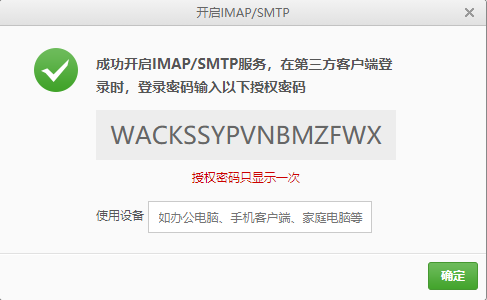 开启IMAP/SMTP
成功开启IMAP/SMTP服务，在第三方客户端登
录时，登录密码输入以下授权密码
WACKSSYPVNBMZFWX
授权密码只显示一次
使用设备 如办公电脑、手机客户端、家庭电脑等
确定